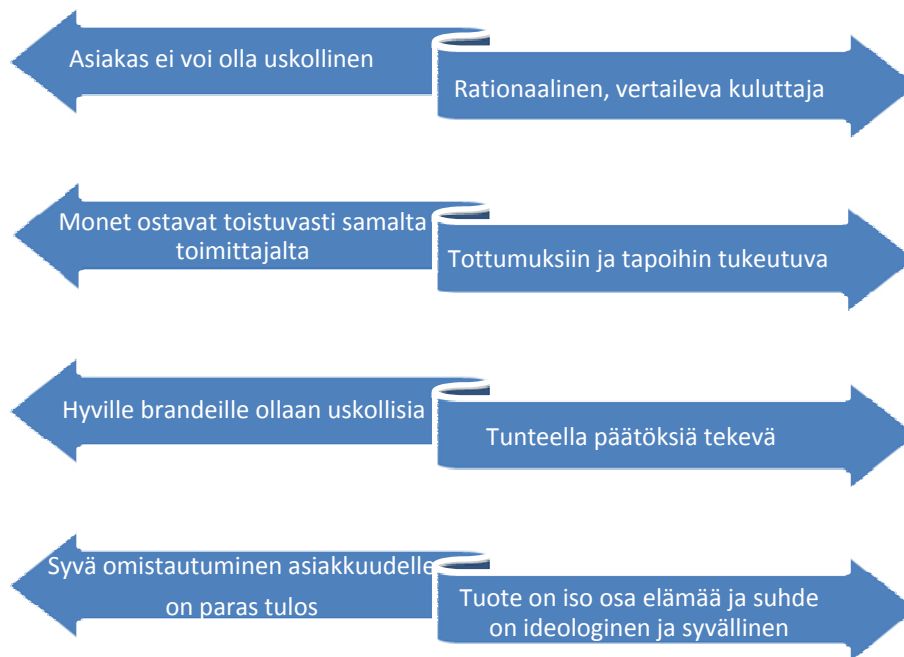 Asiakas ei voi olla uskollinen
Rationaalinen, vertaileva kuluttaja
Monet ostavat toistuvasti samalta
toimittajalta
Tottumuksiin ja tapoihin tukeutuva
Hyville brandeille ollaan uskollisia
Tunteella päätöksiä tekevä
Syvä omistautuminen asiakkuudelle
on paras tulos
Tuote on iso osa elämää ja suhde
on ideologinen ja syvällinen